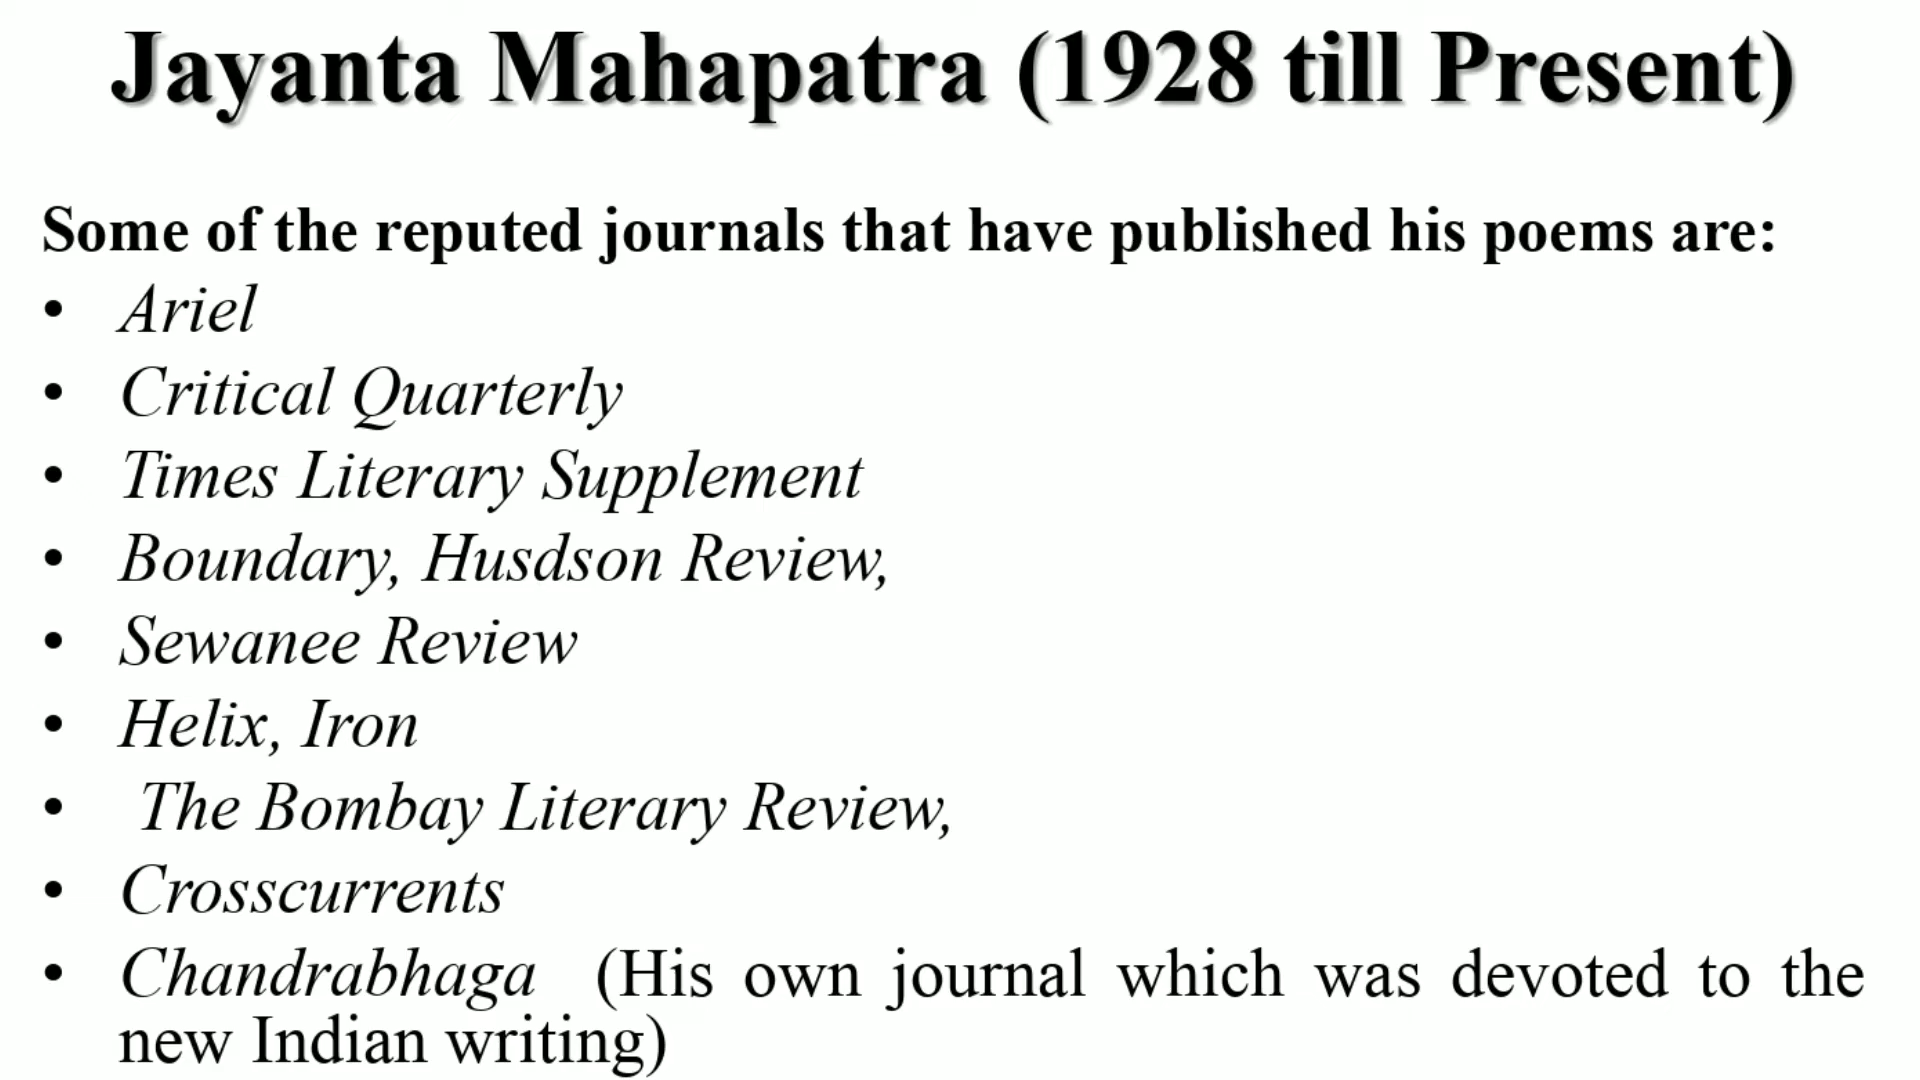 Jayanta Mahapatra (1928 till Present)
Some of the reputed journals that have published his poems are:
• Ariel
• Critical Quarterly
• Times Literary Supplement
• Boundary, Husdson Review,
• Sewanee Review
• Helix, Iron
• The Bombay Literary Review,
• Crosscurrents
• Chandrabhaga (His own journal which was devoted to the
new Indian writing)